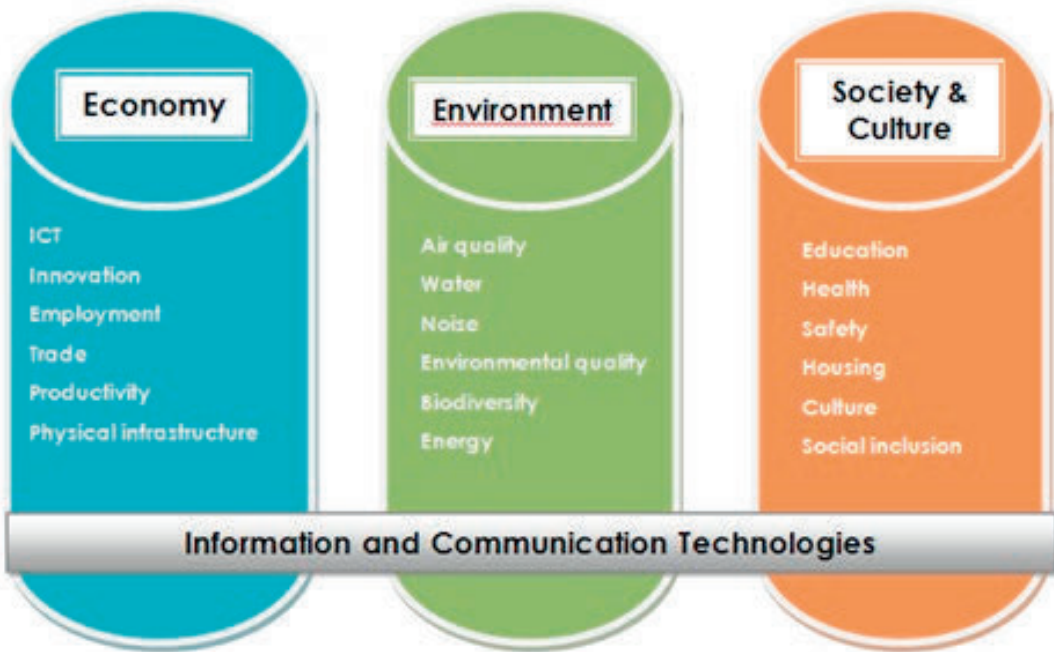 Economy
ICT
Innovation
Employment
Trade
Productivity
Physical infrastructure
Environment
Air quality
Water
Noise
Environmental quality
Biodiversity
Energy
Society &
Culture
Education
Health
Safety
Housing
Culture
Social inclusion
Information and Communication Technologies